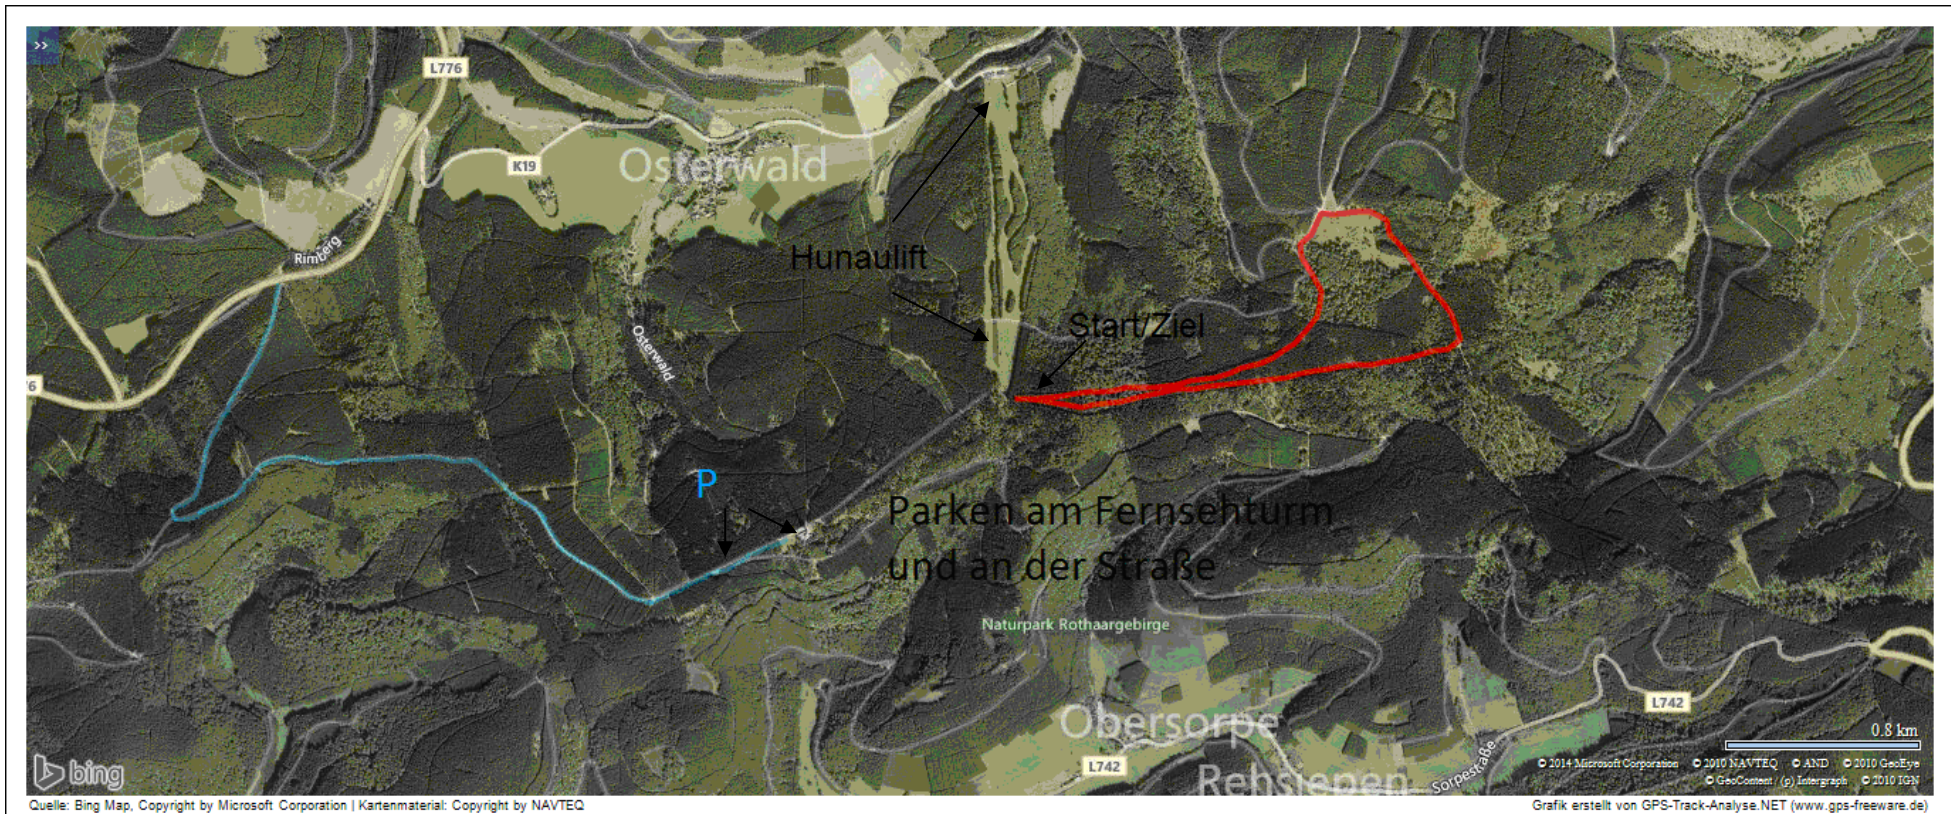 >>
L776
K19
Osterwald
Rimberg
Hunaulift
Start/Ziel
Osterwald
P
Parken am Fernsehturm
und an der Straße
Naturpark Rothaargebirge
L742
Obersorpe
L742
Rehsiepen
Sorpestraße
0.8 km
© 2014 Microsoft Corporation © 2010 NAVTEQ © AND © 2010 GeoEye
© GeoContent / (p) Intergraph © 2010 IGN
bing
Quelle: Bing Map, Copyright by Microsoft Corporation | Kartenmaterial: Copyright by NAVTEQ
Grafik erstellt von GPS-Track-Analyse.NET (www.gps-freeware.de)